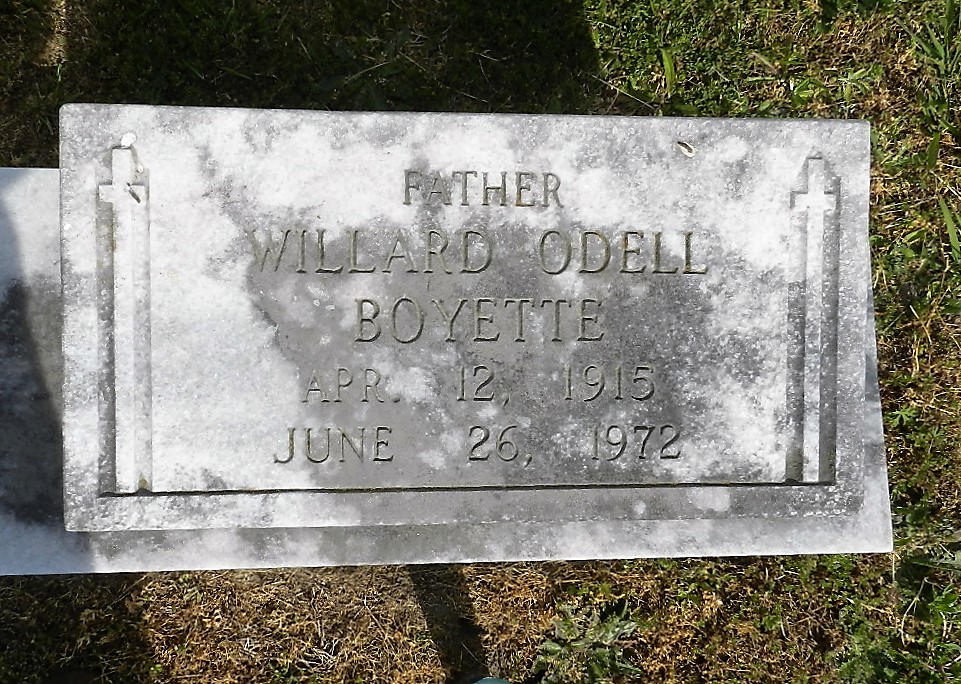 FATHER
WILLARD ODELL
BOYETTE
APR. 12, 1915
JUNE 26, 1972